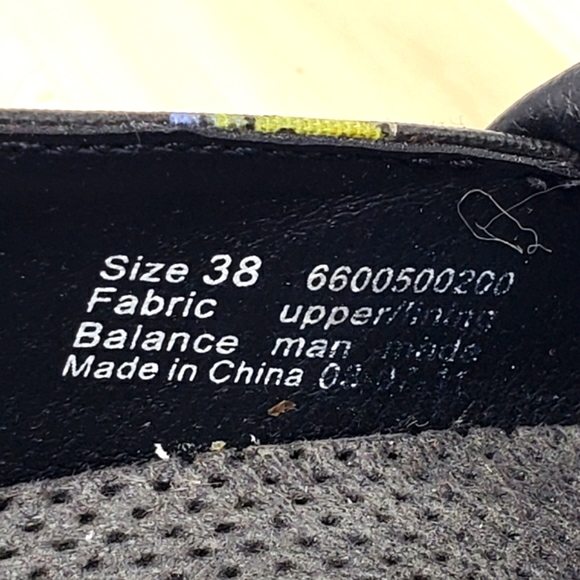 Size 38 6600500200
Fabric upper/lining
Balance man made
Made in China